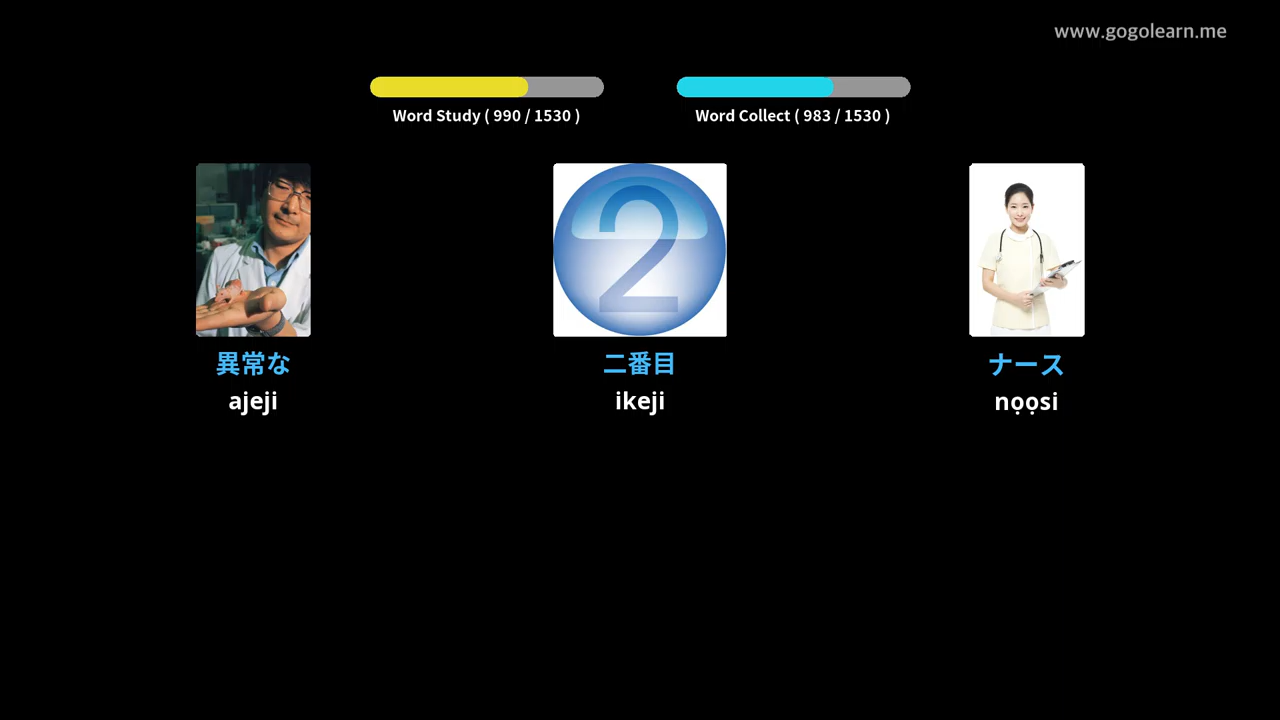 www.gogolearn.me
Word Study ( 990 / 1530 )
Word Collect ( 983 / 1530 )
2
異常な
二番目
ナース
ajeji
ikeji
nọọsi